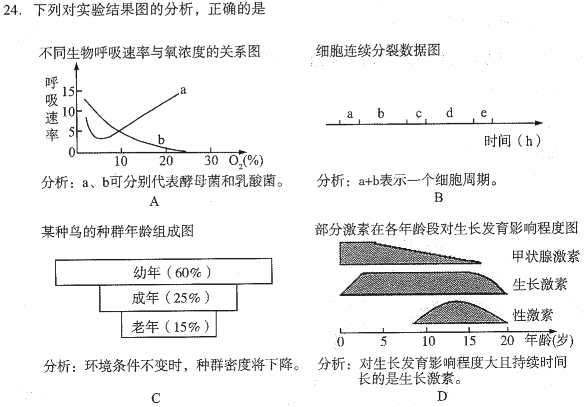 24. 下列对实验结果图的分析，正确的是
不同生物呼吸速率与氧浓度的关系图
呼吸速率
15
10
5
0
10 20 30 O₂(%)
a
b
分析：a、b可分别代表酵母菌和乳酸菌。
A
细胞连续分裂数据图
a b c d e
时间（h）
分析：a+b表示一个细胞周期。
B
某种鸟的种群年龄组成图
幼年（60%）
成年（25%）
老年（15%）
分析：环境条件不变时，种群密度将下降。
C
部分激素在各年龄段对生长发育影响程度图
甲状腺激素
生长激素
性激素
0 5 10 15 20 年龄(岁)
分析：对生长发育影响程度大且持续时间
长的是生长激素。
D